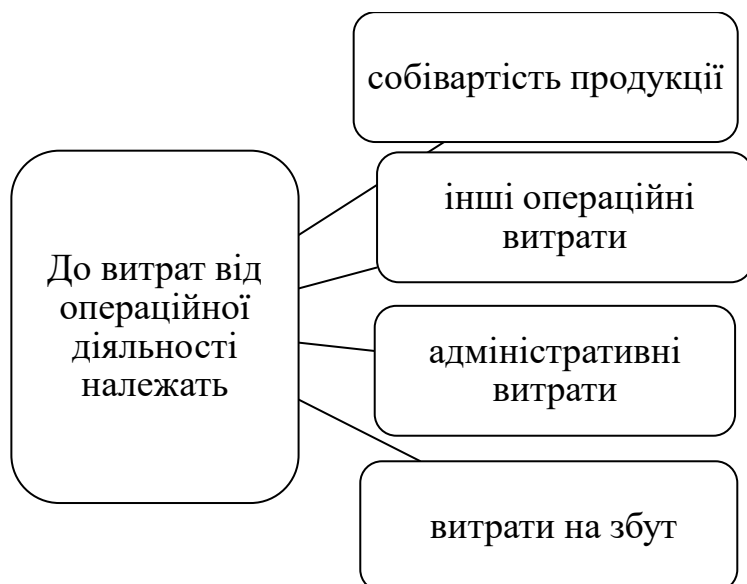 собівартість продукції
інші операційні
витрати
До витрат від
операційної
діяльності
належать
адміністративні
витрати
витрати на збут